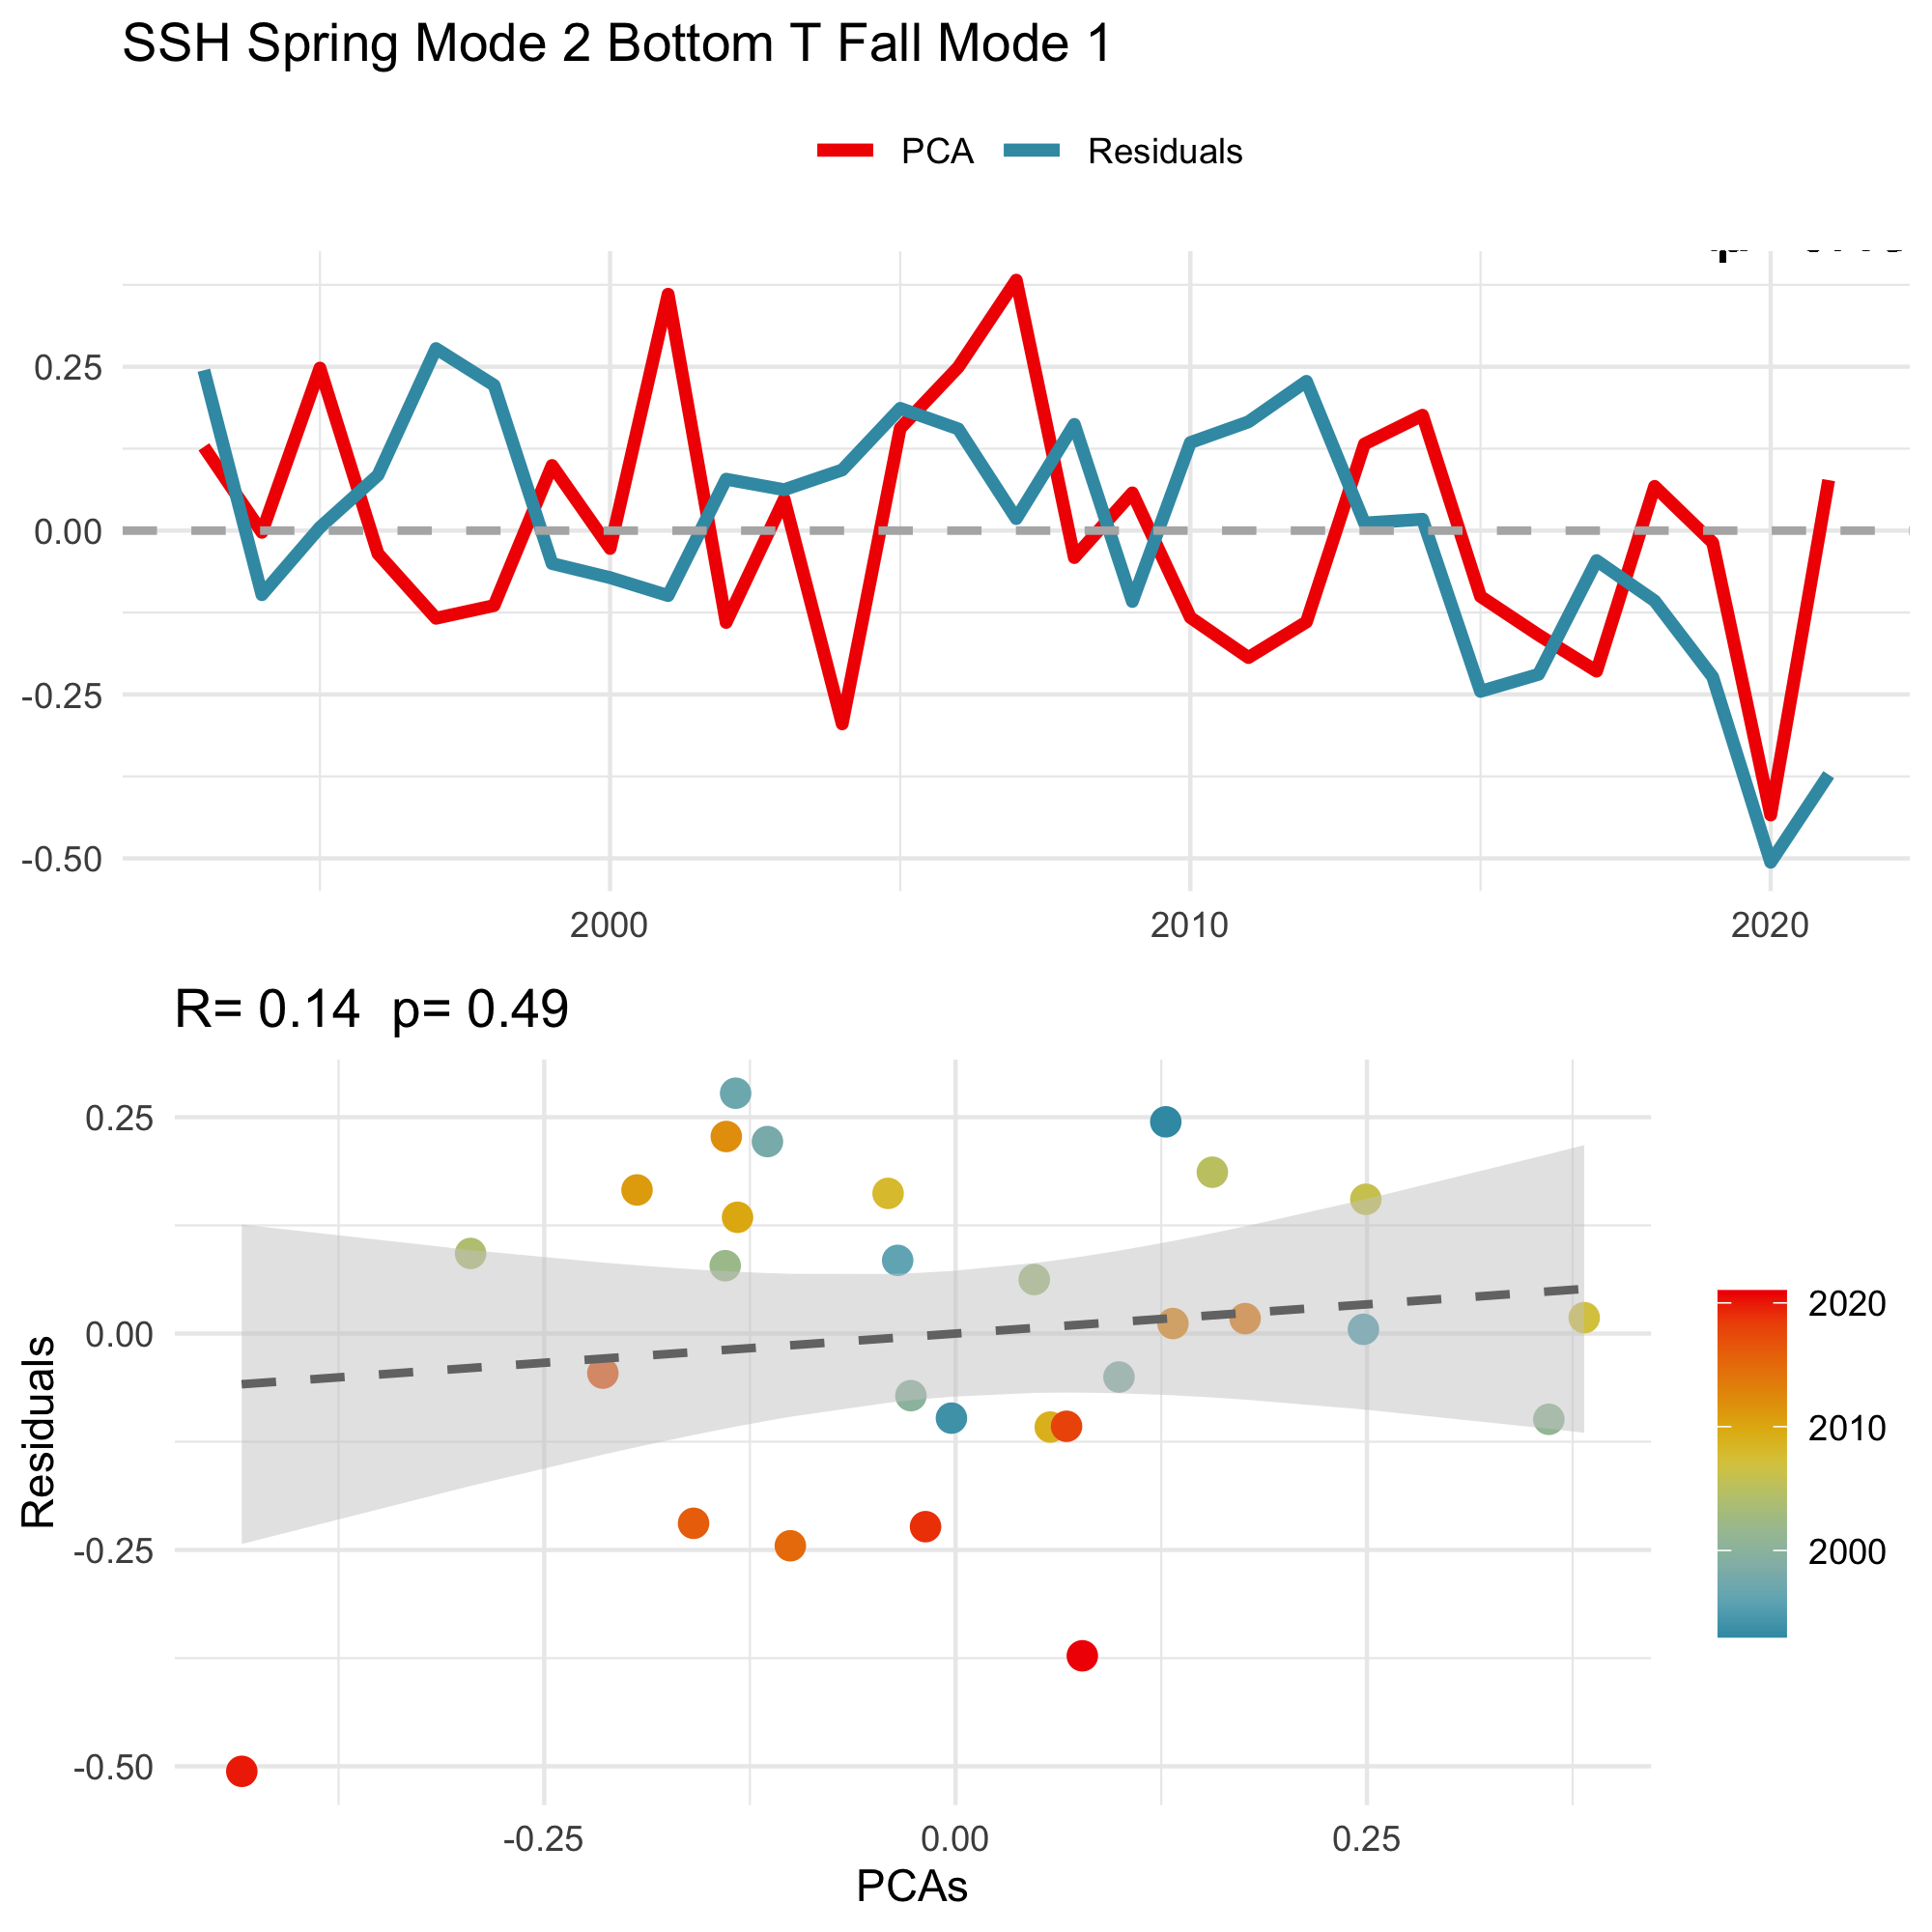 SSH Spring Mode 2 Bottom T Fall Mode 1
PCA Residuals
0.25
0.00
-0.25
-0.50
2000 2010 2020
R= 0.14 p= 0.49
Residuals
0.25
0.00
-0.25
-0.50
-0.25 0.00 0.25
PCAs
2020
2010
2000